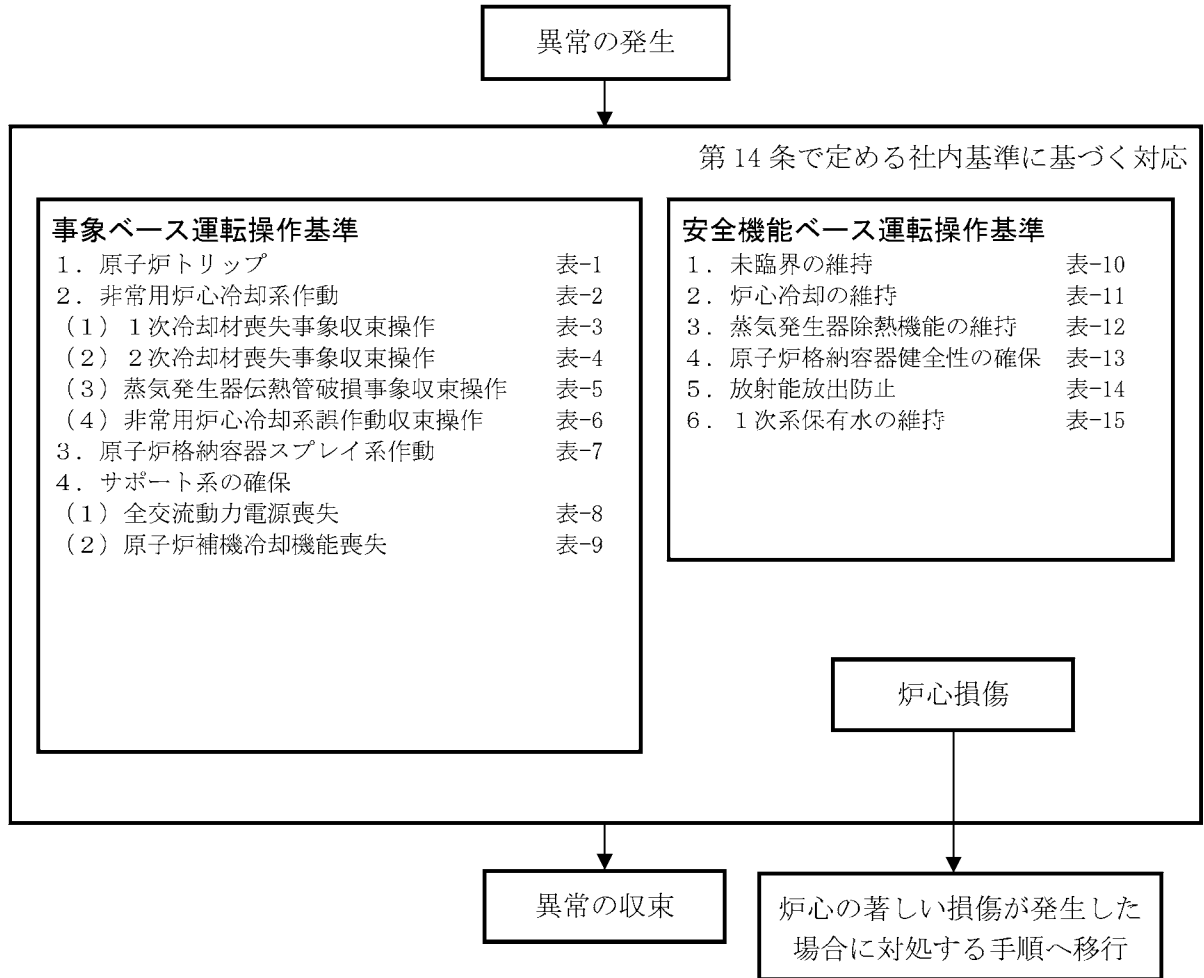 異常の発生
第14条で定める社内基準に基づく対応
事象ベース運転操作基準
１．原子炉トリップ 表-1
２．非常用炉心冷却系作動 表-2
（１）１次冷却材喪失事象収束操作 表-3
（２）２次冷却材喪失事象収束操作 表-4
（３）蒸気発生器伝熱管破損事象収束操作 表-5
（４）非常用炉心冷却系誤作動収束操作 表-6
３．原子炉格納容器スプレイ系作動 表-7
４．サポート系の確保
（１）全交流動力電源喪失 表-8
（２）原子炉補機冷却機能喪失 表-9
安全機能ベース運転操作基準
１．未臨界の維持 表-10
２．炉心冷却の維持 表-11
３．蒸気発生器除熱機能の維持 表-12
４．原子炉格納容器健全性の確保 表-13
５．放射能放出防止 表-14
６．１次系保有水の維持 表-15
炉心損傷
異常の収束
炉心の著しい損傷が発生した
場合に対処する手順へ移行